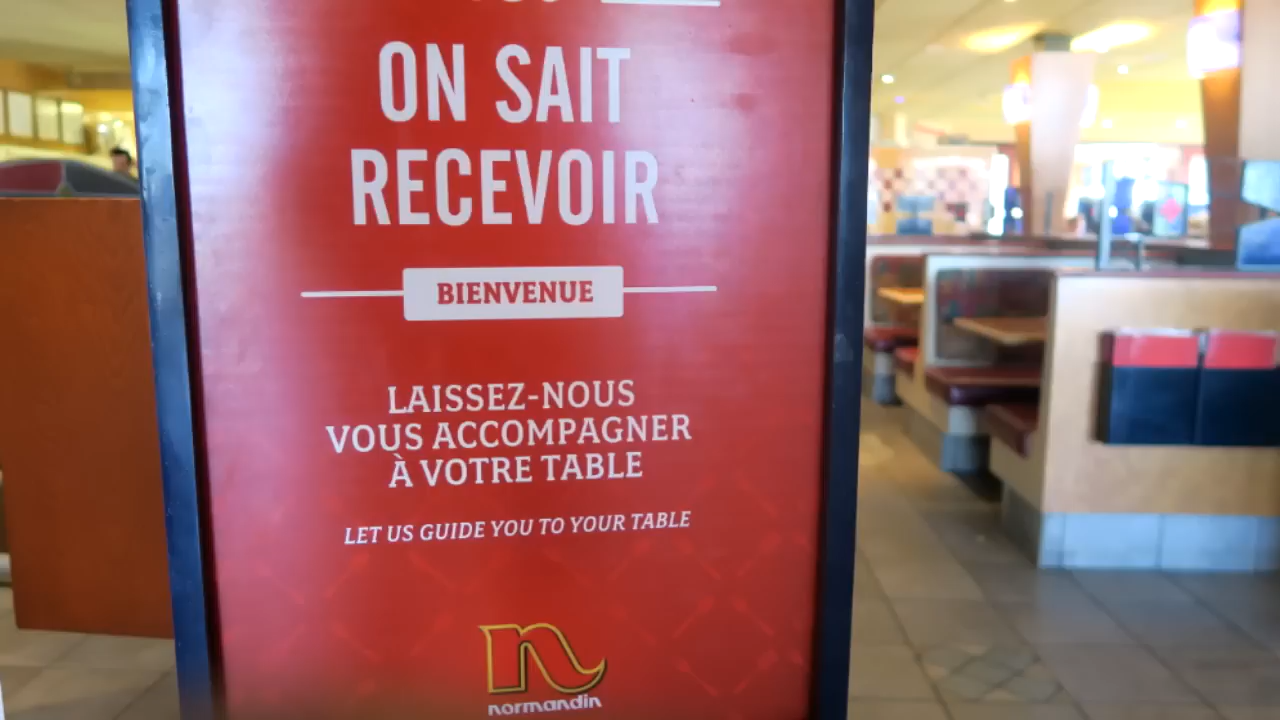 ON SAIT
RECEVOIR
BIENVENUE
LAISSEZ-NOUS
VOUS ACCOMPAGNER
À VOTRE TABLE
LET US GUIDE YOU TO YOUR TABLE
n
normandin